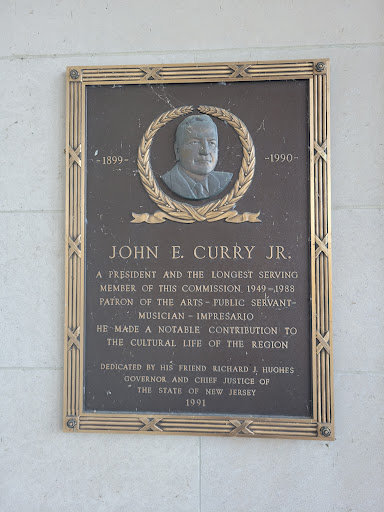 -1899-
-1990-
JOHN E. CURRY JR.
A PRESIDENT AND THE LONGEST SERVING
MEMBER OF THIS COMMISSION, 1949-1988
PATRON OF THE ARTS - PUBLIC SERVANT-
MUSICIAN - IMPRESARIO
HE MADE A NOTABLE CONTRIBUTION TO
THE CULTURAL LIFE OF THE REGION
DEDICATED BY HIS FRIEND RICHARD J. HUGHES
GOVERNOR AND CHIEF JUSTICE OF
THE STATE OF NEW JERSEY
1991